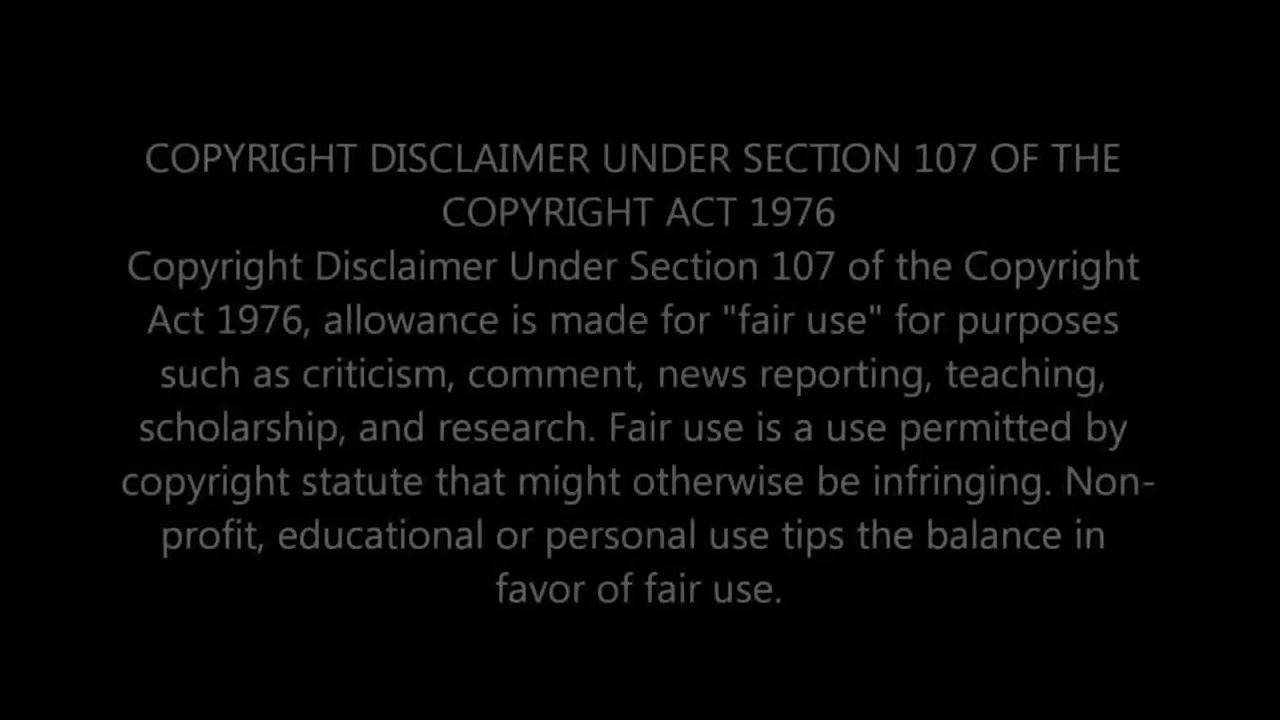 COPYRIGHT DISCLAIMER UNDER SECTION 107 OF THE
COPYRIGHT ACT 1976
Copyright Disclaimer Under Section 107 of the Copyright
Act 1976, allowance is made for "fair use" for purposes
such as criticism, comment, news reporting, teaching,
scholarship, and research. Fair use is a use permitted by
copyright statute that might otherwise be infringing. Non-
profit, educational or personal use tips the balance in
favor of fair use.